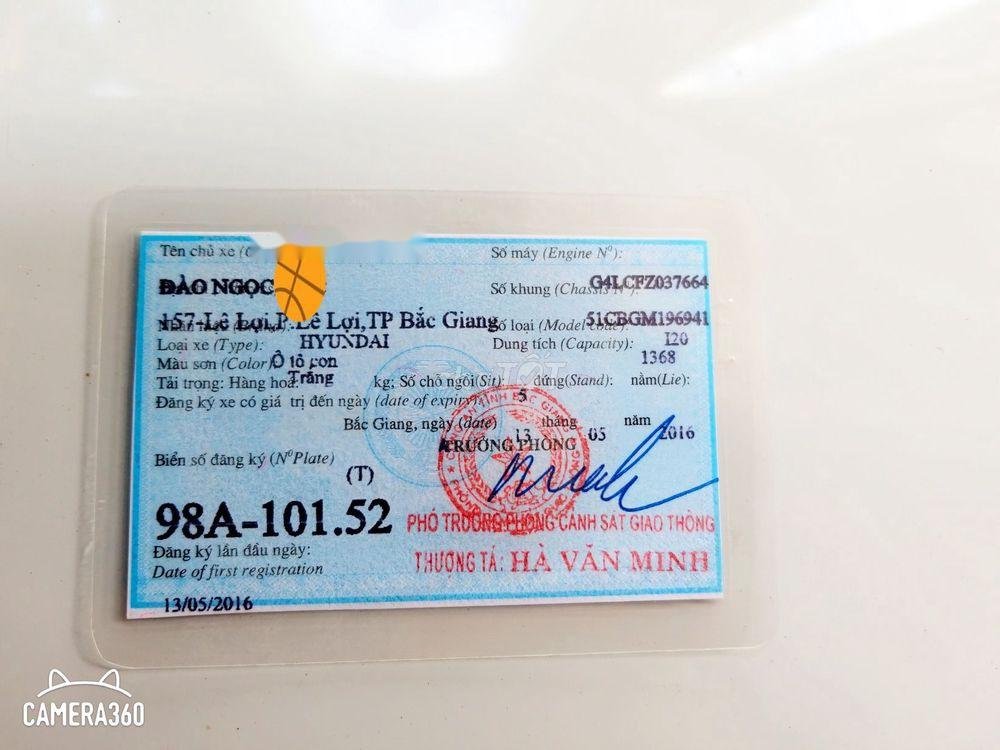 Tên chủ xe
Số máy (Engine Nº):
ĐÀO NGỌC
Số khung (Chassis Nº):
G4LCFZ037664
157-Lê Lợi,P.Lê Lợi,TP Bắc Giang
Số loại (Model code):
51CBGM196941
Loại xe (Type):
HYUNDAI
Dung tích (Capacity):
I20
Màu sơn (Color)
Ô tô con
1368
Tải trọng: Hàng hoá:
Trắng
kg; Số chỗ ngồi(Sit):
5
đứng(Stand):
nằm(Lie):
Đăng ký xe có giá trị đến ngày (date of expiry)
Bắc Giang, ngày (date) 13 tháng 05 năm 2016
TRƯỞNG PHÒNG
Biển số đăng ký (NºPlate)
(T)
98A-101.52
PHÓ TRƯỞNG PHÒNG CẢNH SÁT GIAO THÔNG
Đăng ký lần đầu ngày:
Date of first registration
THƯỢNG TÁ: HÀ VĂN MINH
13/05/2016
CAMERA360